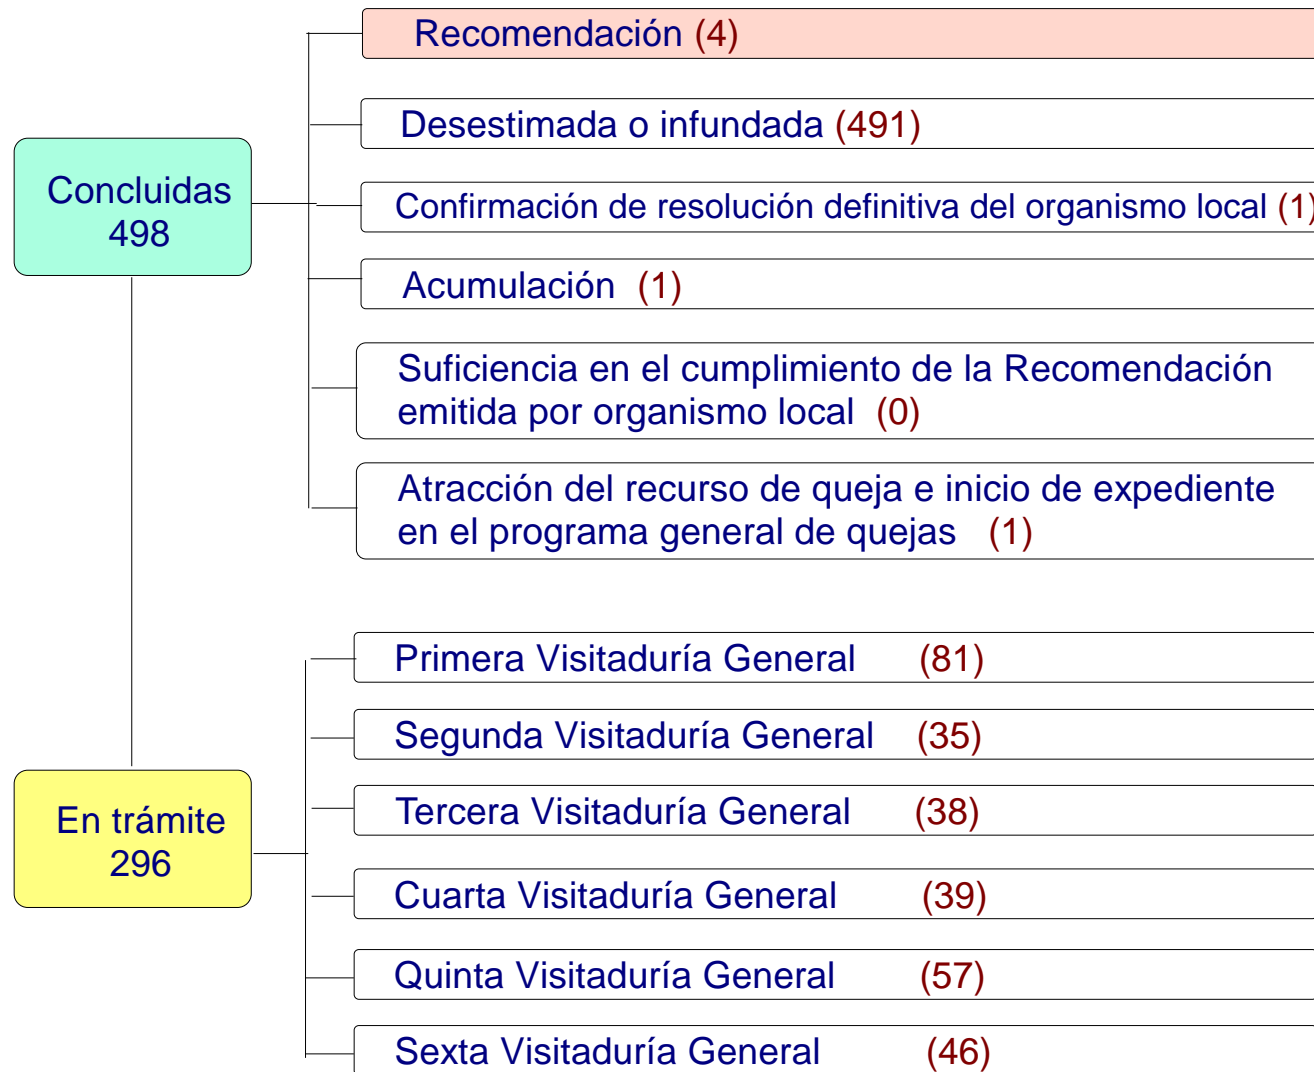 Recomendación (4)
Desestimada o infundada (491)
Concluidas
498
Confirmación de resolución definitiva del organismo local (1)
Acumulación (1)
Suficiencia en el cumplimiento de la Recomendación
emitida por organismo local (0)
Atracción del recurso de queja e inicio de expediente
en el programa general de quejas (1)
Primera Visitaduría General (81)
Segunda Visitaduría General (35)
En trámite
296
Tercera Visitaduría General (38)
Cuarta Visitaduría General (39)
Quinta Visitaduría General (57)
Sexta Visitaduría General (46)